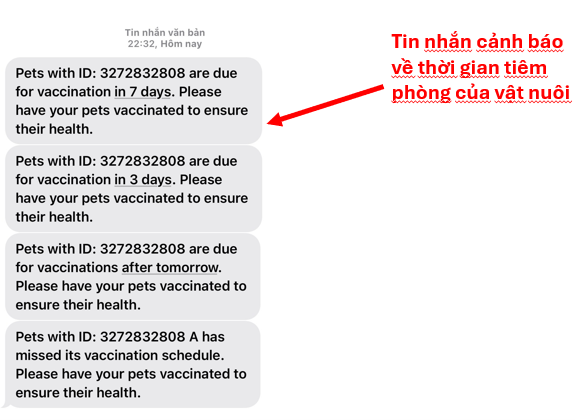 Tin nhắn văn bản
22:32, Hôm nay
Pets with ID: 3272832808 are due
for vaccination in 7 days. Please
have your pets vaccinated to ensure
their health.
Pets with ID: 3272832808 are due
for vaccination in 3 days. Please
have your pets vaccinated to ensure
their health.
Pets with ID: 3272832808 are due
for vaccinations after tomorrow.
Please have your pets vaccinated to
ensure their health.
Pets with ID: 3272832808 A has
missed its vaccination schedule.
Please have your pets vaccinated to
ensure their health.
Tin nhắn cảnh báo
về thời gian tiêm
phòng của vật nuôi